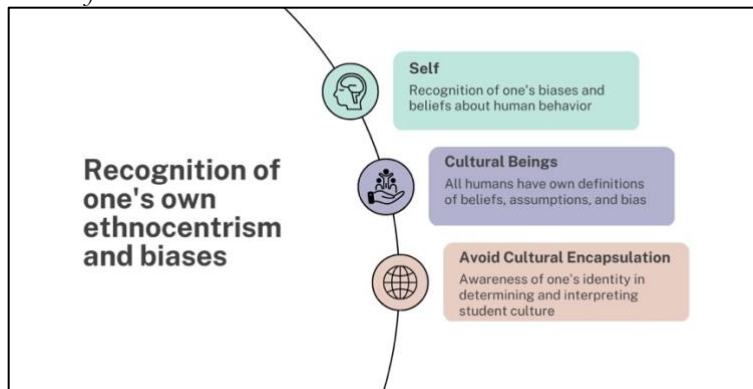 Recognition of
one's own
ethnocentrism
and biases
Self
Recognition of one's biases and
beliefs about human behavior
Cultural Beings
All humans have own definitions
of beliefs, assumptions, and bias
Avoid Cultural Encapsulation
Awareness of one's identity in
determining and interpreting
student culture